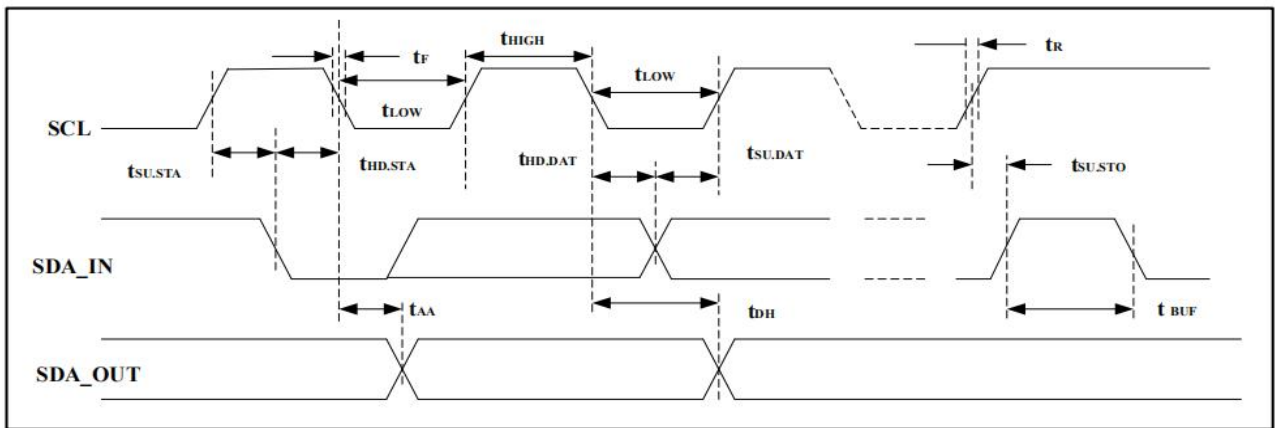 tF
tHIGH
tR
tLOW
tLOW
SCL
tSU.STA
tHD.STA
tHD.DAT
tSU.DAT
tSU.STO
SDA_IN
tAA
tDH
t BUF
SDA_OUT